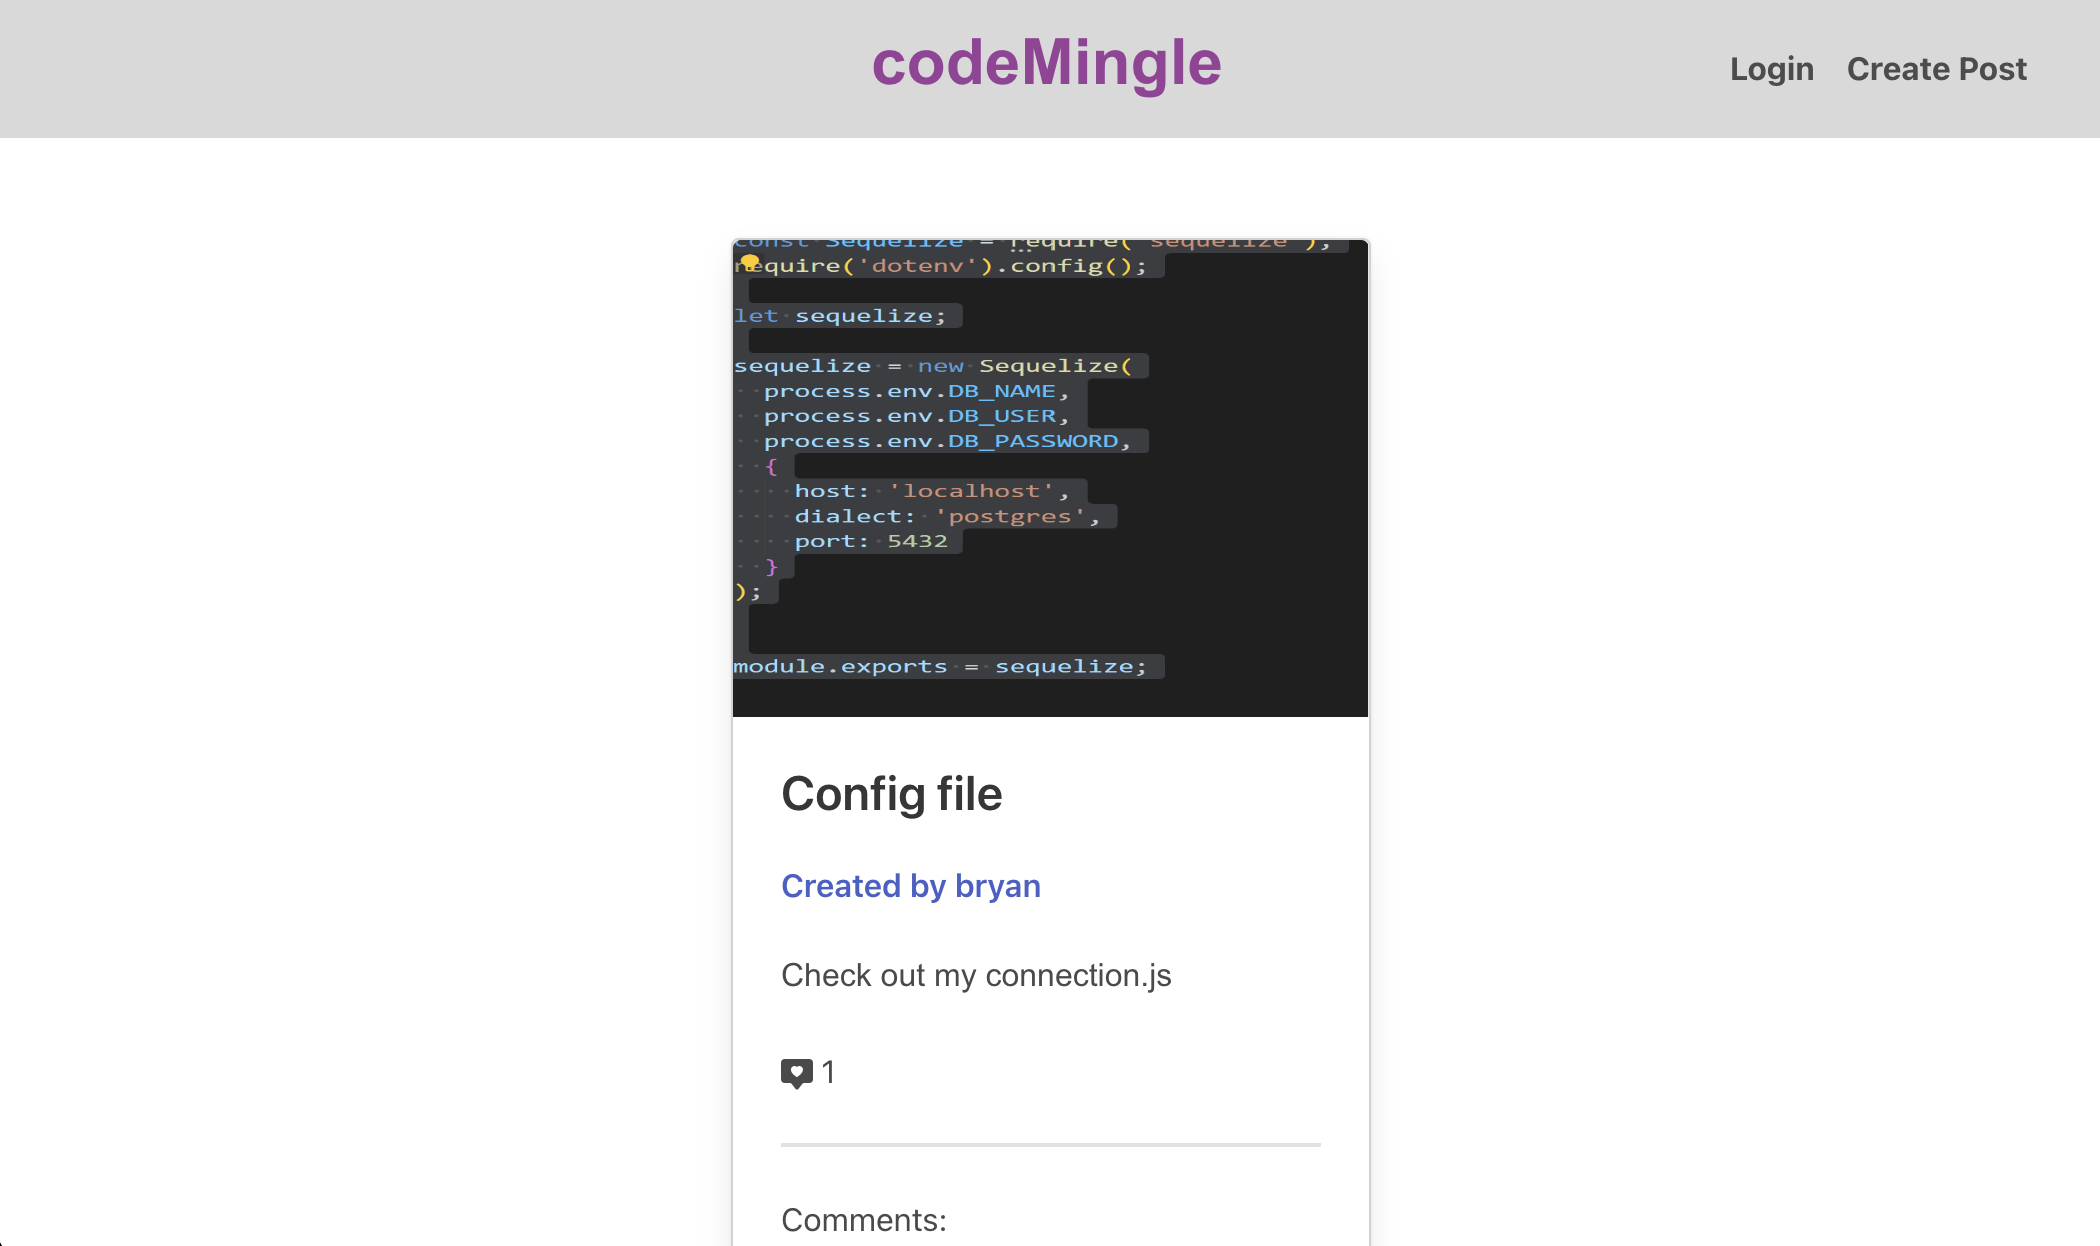 codeMingle
Login Create Post
const Sequelize = require('sequelize');
require('dotenv').config();
let sequelize;
sequelize = new Sequelize(
process.env.DB_NAME,
process.env.DB_USER,
process.env.DB_PASSWORD,
{
host: 'localhost',
dialect: 'postgres',
port: 5432
}
);
module.exports = sequelize;
Config file
Created by bryan
Check out my connection.js
1
Comments: